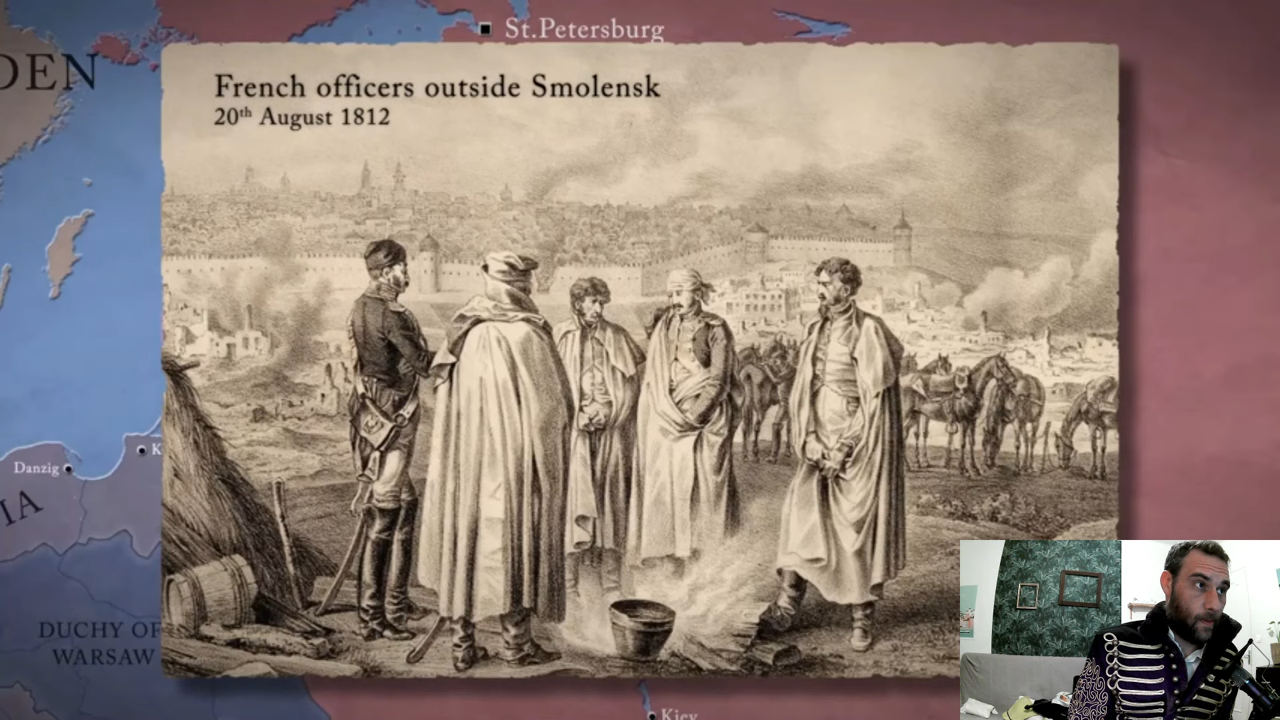 St.Petersburg
DEN
French officers outside Smolensk
20th August 1812
Danzig
K
IA
DUCHY OF
WARSAW
Kiev